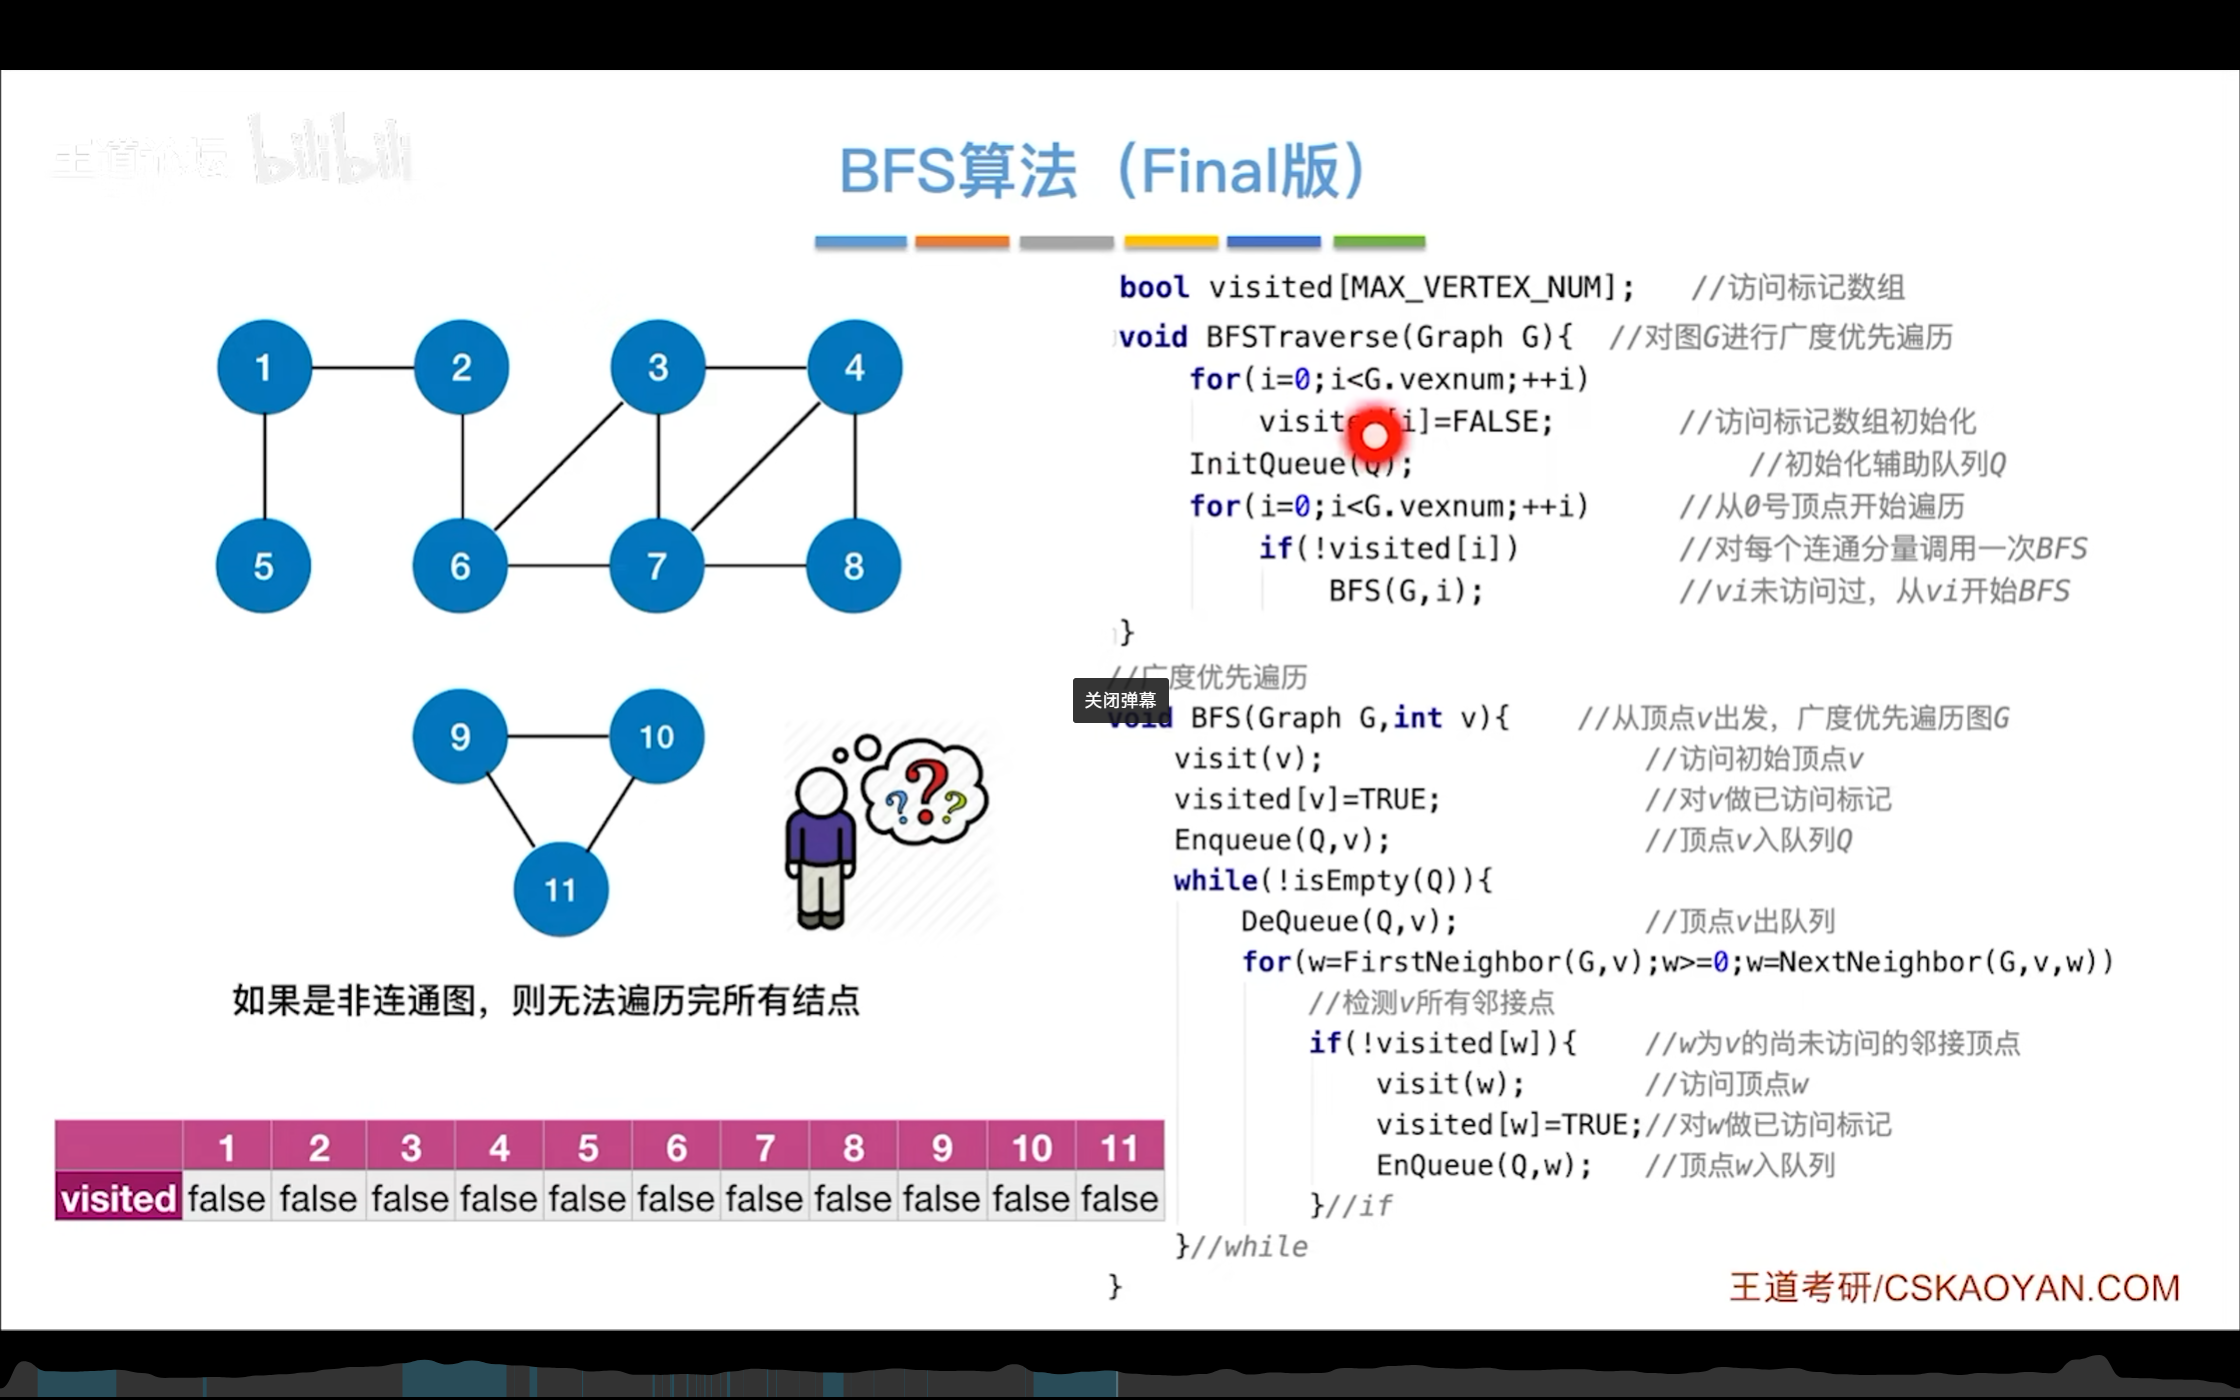 王道论坛 bilibili
BFS算法（Final版）
1 2 3 4
5 6 7 8
9 10
11
如果是非连通图，则无法遍历完所有结点
1 2 3 4 5 6 7 8 9 10 11
visited false false false false false false false false false false false
bool visited[MAX_VERTEX_NUM]; //访问标记数组
void BFSTraverse(Graph G){ //对图G进行广度优先遍历
for(i=0;i<G.vexnum;++i)
visited[i]=FALSE; //访问标记数组初始化
InitQueue(Q); //初始化辅助队列Q
for(i=0;i<G.vexnum;++i) //从0号顶点开始遍历
if(!visited[i]) //对每个连通分量调用一次BFS
BFS(G,i); //vi未访问过，从vi开始BFS
}
//广度优先遍历
关闭弹幕
void BFS(Graph G,int v){ //从顶点v出发，广度优先遍历图G
visit(v); //访问初始顶点v
visited[v]=TRUE; //对v做已访问标记
Enqueue(Q,v); //顶点v入队列Q
while(!isEmpty(Q)){
DeQueue(Q,v); //顶点v出队列
for(w=FirstNeighbor(G,v);w>=0;w=NextNeighbor(G,v,w))
//检测v所有邻接点
if(!visited[w]){ //w为v的尚未访问的邻接顶点
visit(w); //访问顶点w
visited[w]=TRUE;//对w做已访问标记
EnQueue(Q,w); //顶点w入队列
}//if
}//while
}
王道考研/CSKAOYAN.COM